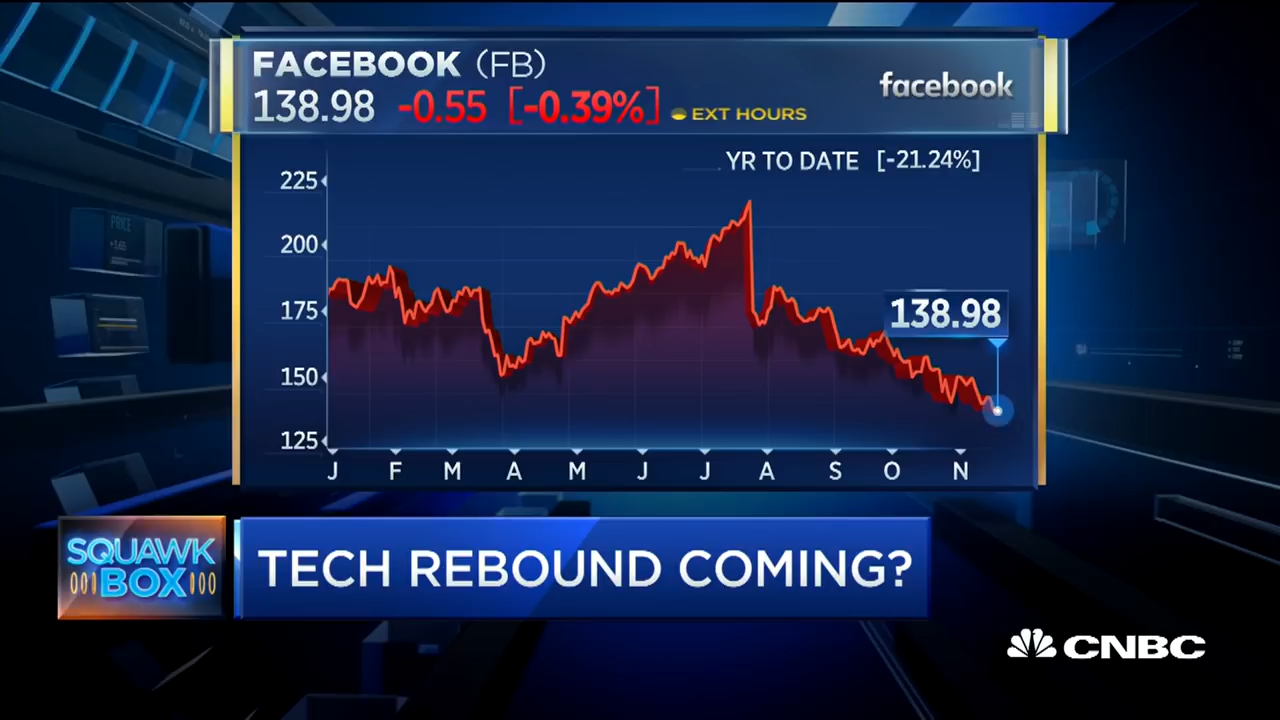 FACEBOOK (FB)
138.98 -0.55 [-0.39%] EXT HOURS
facebook
YR TO DATE [-21.24%]
225
200
175
150
125
138.98
J F M A M J J A S O N
PRICE
SQUAWK
BOX
TECH REBOUND COMING?
CNBC